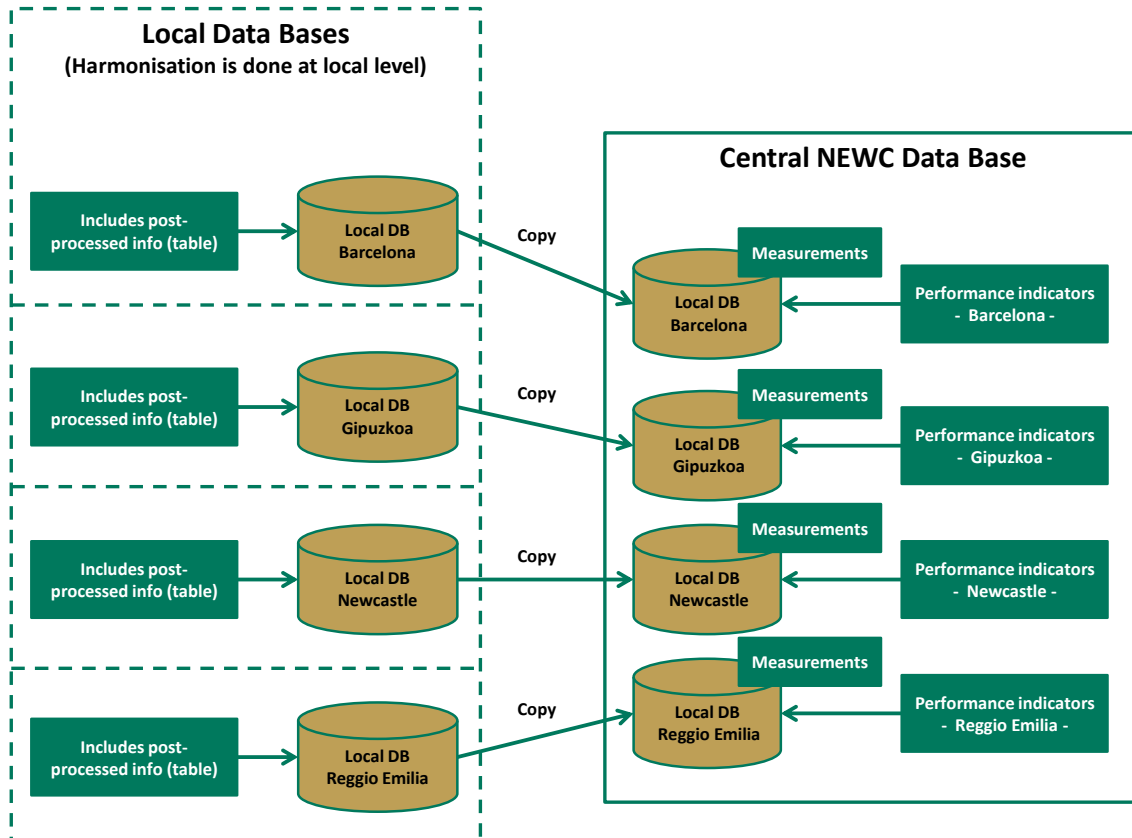 Local Data Bases
(Harmonisation is done at local level)
Includes post-
processed info (table)
Local DB
Barcelona
Copy
Includes post-
processed info (table)
Local DB
Gipuzkoa
Copy
Includes post-
processed info (table)
Local DB
Newcastle
Copy
Includes post-
processed info (table)
Local DB
Reggio Emilia
Copy
Central NEWC Data Base
Measurements
Local DB
Barcelona
Performance indicators
- Barcelona -
Measurements
Local DB
Gipuzkoa
Performance indicators
- Gipuzkoa -
Measurements
Local DB
Newcastle
Performance indicators
- Newcastle -
Measurements
Local DB
Reggio Emilia
Performance indicators
- Reggio Emilia -